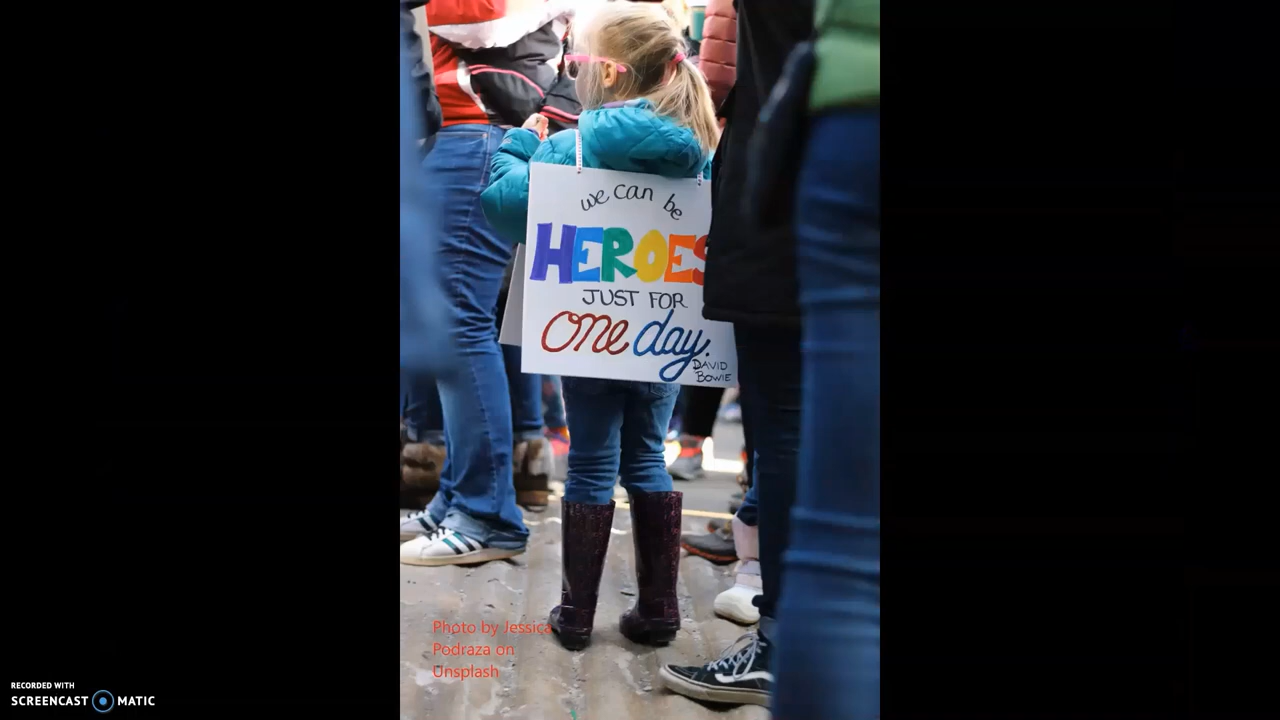 we can be
HEROES
JUST FOR
one day.
DAVID
BOWIE
Photo by Jessica
Podraza on
Unsplash
RECORDED WITH
SCREENCAST MATIC